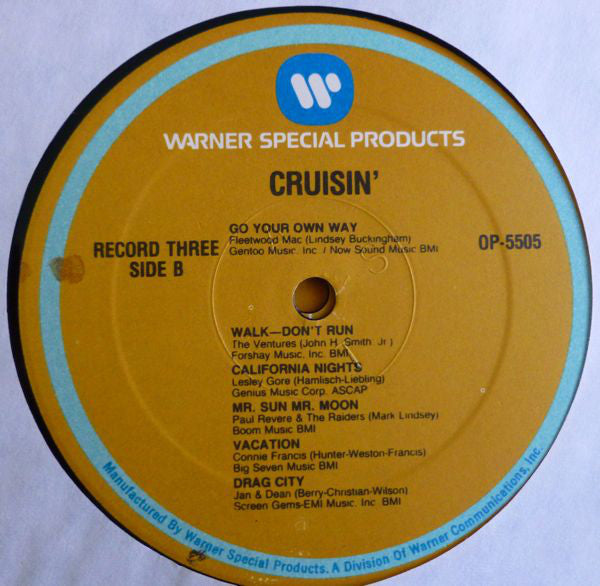 WARNER SPECIAL PRODUCTS
CRUISIN'
RECORD THREE
SIDE B
OP-5505
GO YOUR OWN WAY
Fleetwood Mac (Lindsey Buckingham)
Gentoo Music. Inc. / Now Sound Music BMI
WALK—DON'T RUN
The Ventures (John H. Smith. Jr.)
Forshay Music, Inc. BMI
CALIFORNIA NIGHTS
Lesley Gore (Hamlisch-Liebling)
Genius Music Corp. ASCAP
MR. SUN MR. MOON
Paul Revere & The Raiders (Mark Lindsey)
Boom Music BMI
VACATION
Connie Francis (Hunter-Weston-Francis)
Big Seven Music BMI
DRAG CITY
Jan & Dean (Berry-Christian-Wilson)
Screen Gems-EMI Music. Inc. BMI
Manufactured By Warner Special Products. A Division Of Warner Communications, Inc.